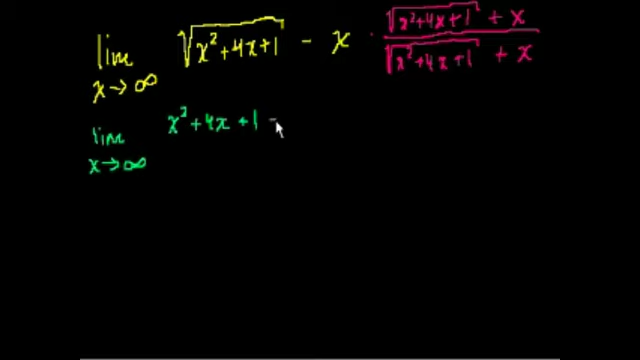 lim x→∞ √(x²+4x+1) - x · (√(x²+4x+1) + x)/(√(x²+4x+1) + x)
lim x→∞ x²+4x+1 -